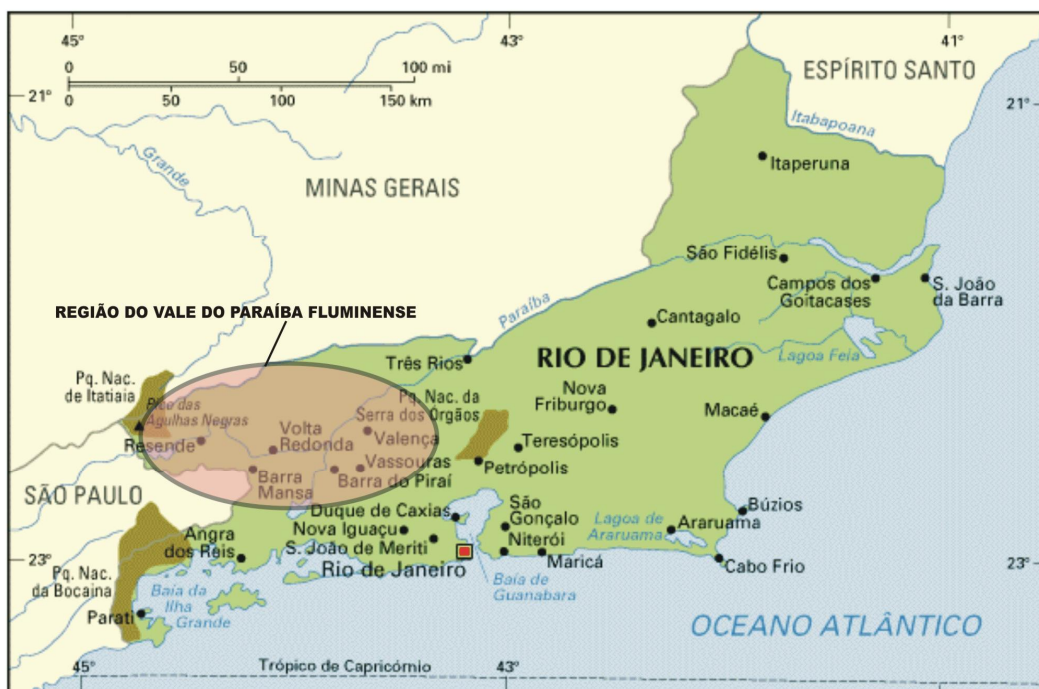 45°
43°
41°
0
50
100 mi
0
50
100
150 km
21°
21°
ESPÍRITO SANTO
Itabapoana
Itaperuna
Grande
MINAS GERAIS
São Fidélis
Campos dos
Goitacases
S. João
da Barra
REGIÃO DO VALE DO PARAÍBA FLUMINENSE
Paraíba
Cantagalo
Lagoa Feia
RIO DE JANEIRO
Três Rios
Pq. Nac.
de Itatiaia
Pico das
Agulhas Negras
Pq. Nac. da
Serra dos Orgãos
Nova
Friburgo
Macaé
Resende
Volta
Redonda
Valença
Teresópolis
Vassouras
Petrópolis
Barra
Mansa
Barra do Piraí
SÃO PAULO
Duque de Caxias
São
Gonçalo
Lagoa de
Araruama
Araruama
Búzios
Angra
dos Reis
Nova Iguaçu
S. João de Meriti
Niterói
23°
Rio de Janeiro
Maricá
Cabo Frio
23°
Pq. Nac.
da Bocaina
Baía da
Ilha
Grande
Baía de
Guanabara
Parati
OCEANO ATLÂNTICO
45°
Trópico de Capricórnio
43°